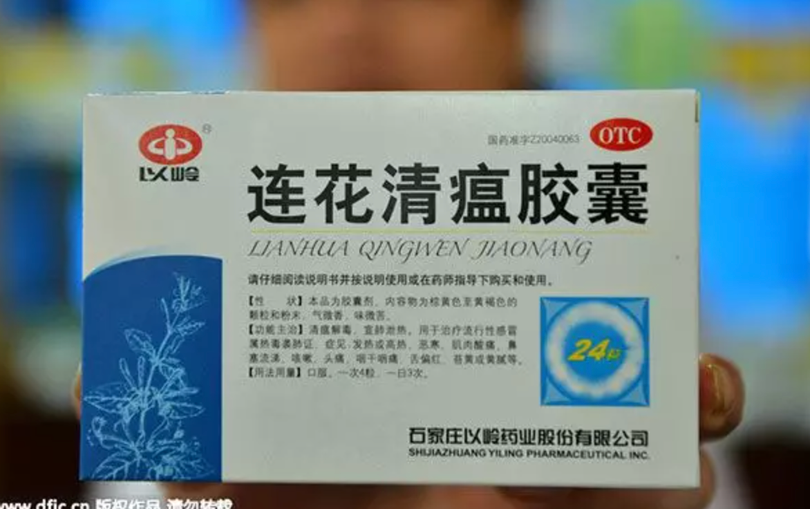 国药准字Z20040063
OTC
®
以岭
连花清瘟胶囊
LIANHUA QINGWEN JIAONANG
请仔细阅读说明书并按说明使用或在药师指导下购买和使用。
【性　状】本品为胶囊剂，内容物为棕黄色至黄褐色的
颗粒和粉末，气微香，味微苦。
【功能主治】清瘟解毒，宣肺泄热。用于治疗流行性感冒
属热毒袭肺证，症见：发热或高热，恶寒，肌肉酸痛，鼻
塞流涕，咳嗽，头痛，咽干咽痛，舌偏红，苔黄或黄腻等。
【用法用量】口服。一次4粒，一日3次。
24粒
石家庄以岭药业股份有限公司
SHIJIAZHUANG YILING PHARMACEUTICAL INC.
www.dfic.cn 版权作品 请勿转载